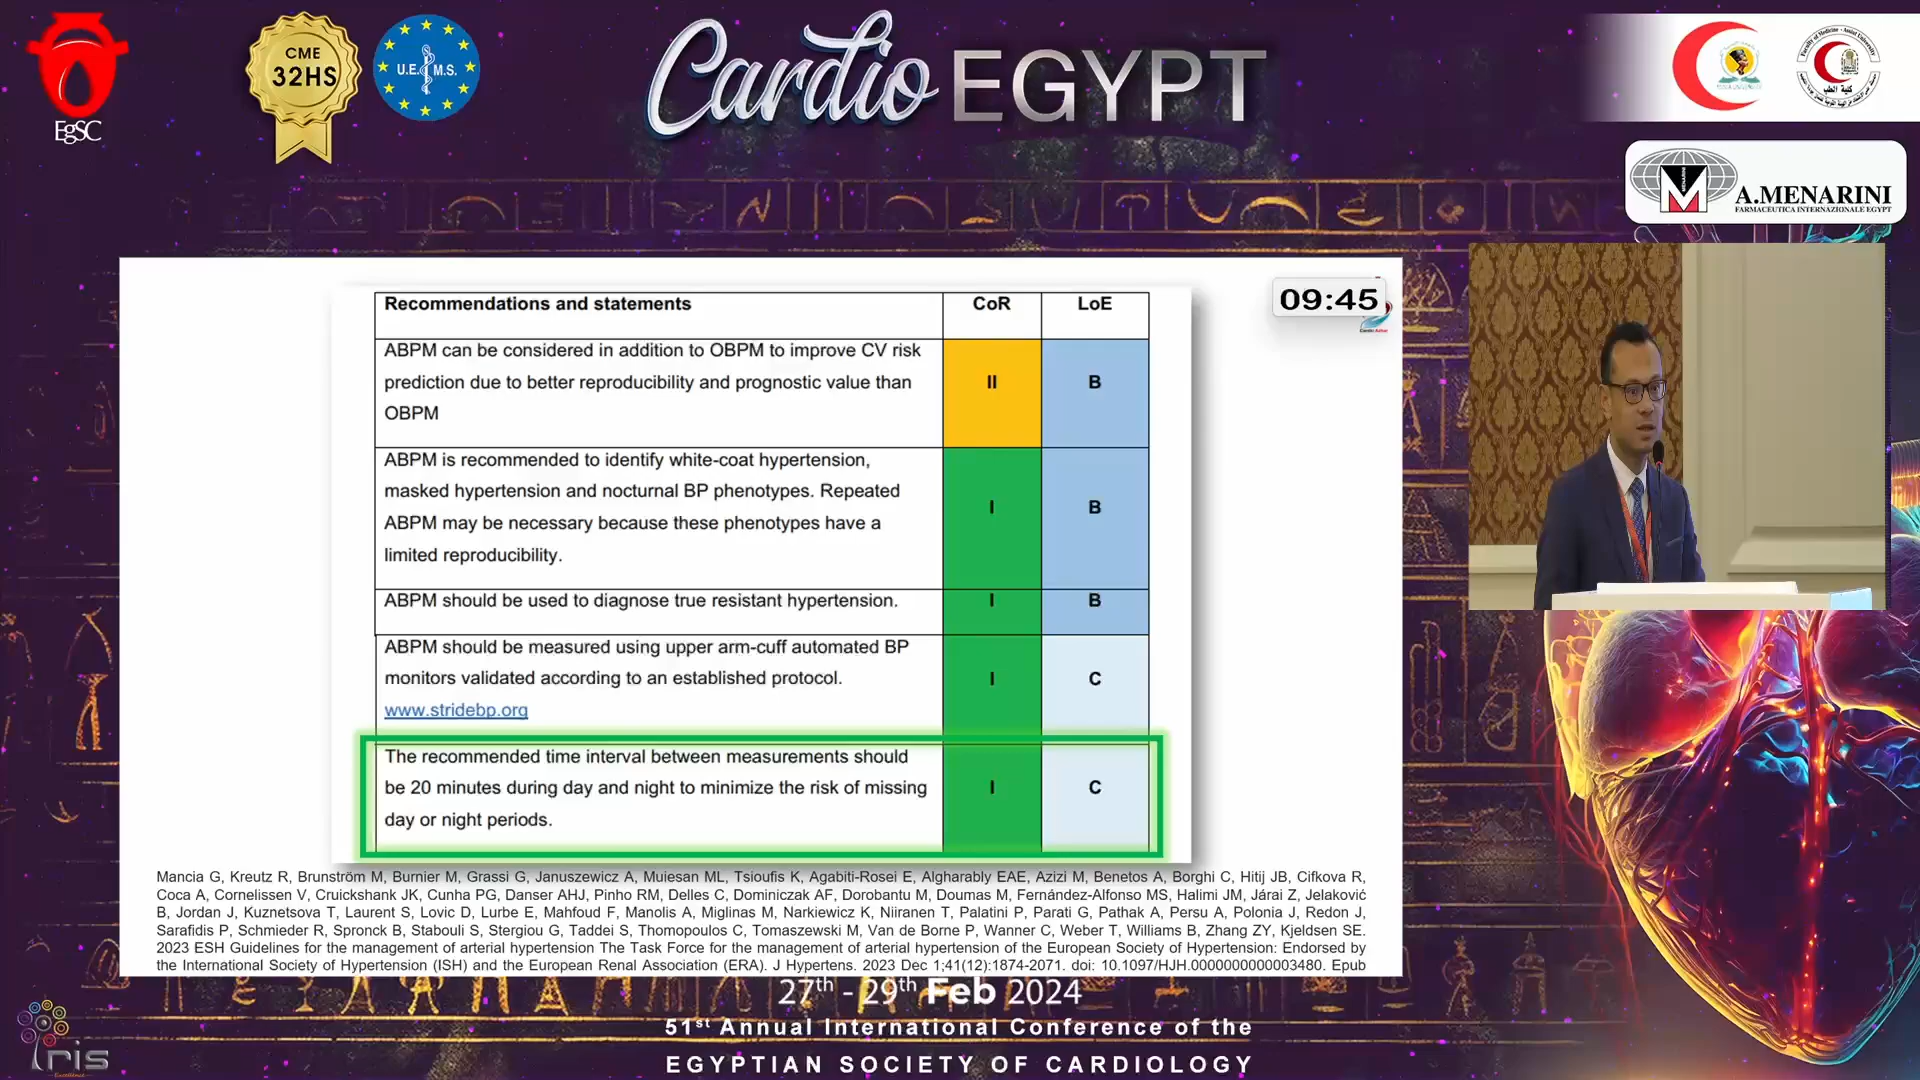 EgSC
CME
32HS
U.E. M.S.
Cardio EGYPT
كلية الطب
MENARINI
A.MENARINI
FARMACEUTICA INTERNAZIONALE EGYPT
09:45
Recommendations and statements CoR LoE
ABPM can be considered in addition to OBPM to improve CV risk
prediction due to better reproducibility and prognostic value than
OBPM
II B
ABPM is recommended to identify white-coat hypertension,
masked hypertension and nocturnal BP phenotypes. Repeated
ABPM may be necessary because these phenotypes have a
limited reproducibility.
I B
ABPM should be used to diagnose true resistant hypertension. I B
ABPM should be measured using upper arm-cuff automated BP
monitors validated according to an established protocol.
www.stridebp.org
I C
The recommended time interval between measurements should
be 20 minutes during day and night to minimize the risk of missing
day or night periods.
I C
Mancia G, Kreutz R, Brunström M, Burnier M, Grassi G, Januszewicz A, Muiesan ML, Tsioufis K, Agabiti-Rosei E, Algharably EAE, Azizi M, Benetos A, Borghi C, Hitij JB, Cifkova R,
Coca A, Cornelissen V, Cruickshank JK, Cunha PG, Danser AHJ, Pinho RM, Delles C, Dominiczak AF, Dorobantu M, Doumas M, Fernández-Alfonso MS, Halimi JM, Járai Z, Jelaković
B, Jordan J, Kuznetsova T, Laurent S, Lovic D, Lurbe E, Mahfoud F, Manolis A, Miglinas M, Narkiewicz K, Niiranen T, Palatini P, Parati G, Pathak A, Persu A, Polonia J, Redon J,
Sarafidis P, Schmieder R, Spronck B, Stabouli S, Stergiou G, Taddei S, Thomopoulos C, Tomaszewski M, Van de Borne P, Wanner C, Weber T, Williams B, Zhang ZY, Kjeldsen SE.
2023 ESH Guidelines for the management of arterial hypertension The Task Force for the management of arterial hypertension of the European Society of Hypertension: Endorsed by
the International Society of Hypertension (ISH) and the European Renal Association (ERA). J Hypertens. 2023 Dec 1;41(12):1874-2071. doi: 10.1097/HJH.0000000000003480. Epub
27th - 29th Feb 2024
51st Annual International Conference of the
EGYPTIAN SOCIETY OF CARDIOLOGY
Iris